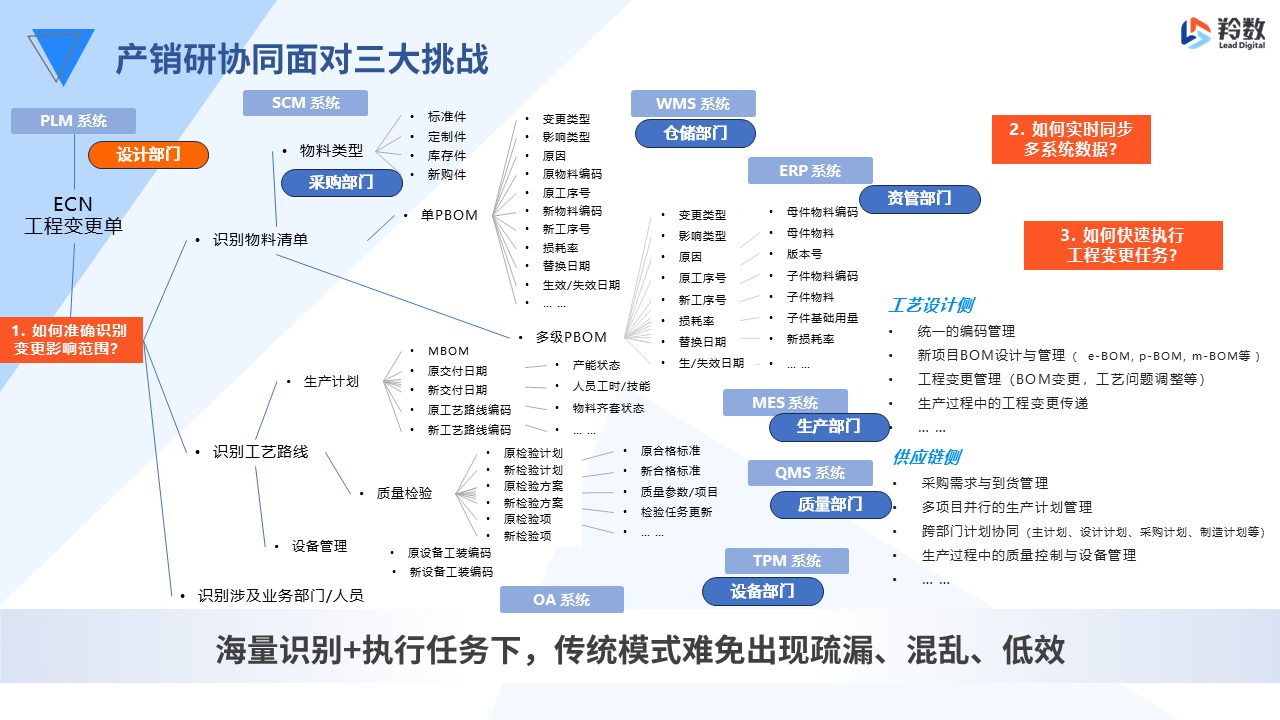 产销研协同面对三大挑战
羚数
Lead Digital
PLM 系统
设计部门
ECN
工程变更单
1. 如何准确识别
变更影响范围?
SCM 系统
• 物料类型
采购部门
• 标准件
• 定制件
• 库存件
• 新购件
• 识别物料清单
• 单PBOM
• 变更类型
• 影响类型
• 原因
• 原物料编码
• 原工序号
• 新物料编码
• 新工序号
• 损耗率
• 替换日期
• 生效/失效日期
• ... ...
• 多级PBOM
WMS 系统
仓储部门
ERP 系统
资管部门
• 变更类型
• 影响类型
• 原因
• 原工序号
• 新工序号
• 损耗率
• 替换日期
• 生/失效日期
• 母件物料编码
• 母件物料
• 版本号
• 子件物料编码
• 子件物料
• 子件基础用量
• 新损耗率
• ... ...
2. 如何实时同步
多系统数据?
3. 如何快速执行
工程变更任务?
• 识别工艺路线
• 生产计划
• MBOM
• 原交付日期
• 新交付日期
• 原工艺路线编码
• 新工艺路线编码
• 产能状态
• 人员工时/技能
• 物料齐套状态
• ... ...
MES 系统
生产部门
• 质量检验
• 原检验计划
• 新检验计划
• 原检验方案
• 新检验方案
• 原检验项
• 新检验项
• 原合格标准
• 新合格标准
• 质量参数/项目
• 检验任务更新
• ... ...
QMS 系统
质量部门
• 设备管理
• 原设备工装编码
• 新设备工装编码
TPM 系统
设备部门
• 识别涉及业务部门/人员
OA 系统
工艺设计侧
• 统一的编码管理
• 新项目BOM设计与管理（ e-BOM, p-BOM, m-BOM等 ）
• 工程变更管理（BOM变更，工艺问题调整等）
• 生产过程中的工程变更传递
• ... ...
供应链侧
• 采购需求与到货管理
• 多项目并行的生产计划管理
• 跨部门计划协同（主计划、设计计划、采购计划、制造计划等）
• 生产过程中的质量控制与设备管理
• ... ...
海量识别+执行任务下，传统模式难免出现疏漏、混乱、低效